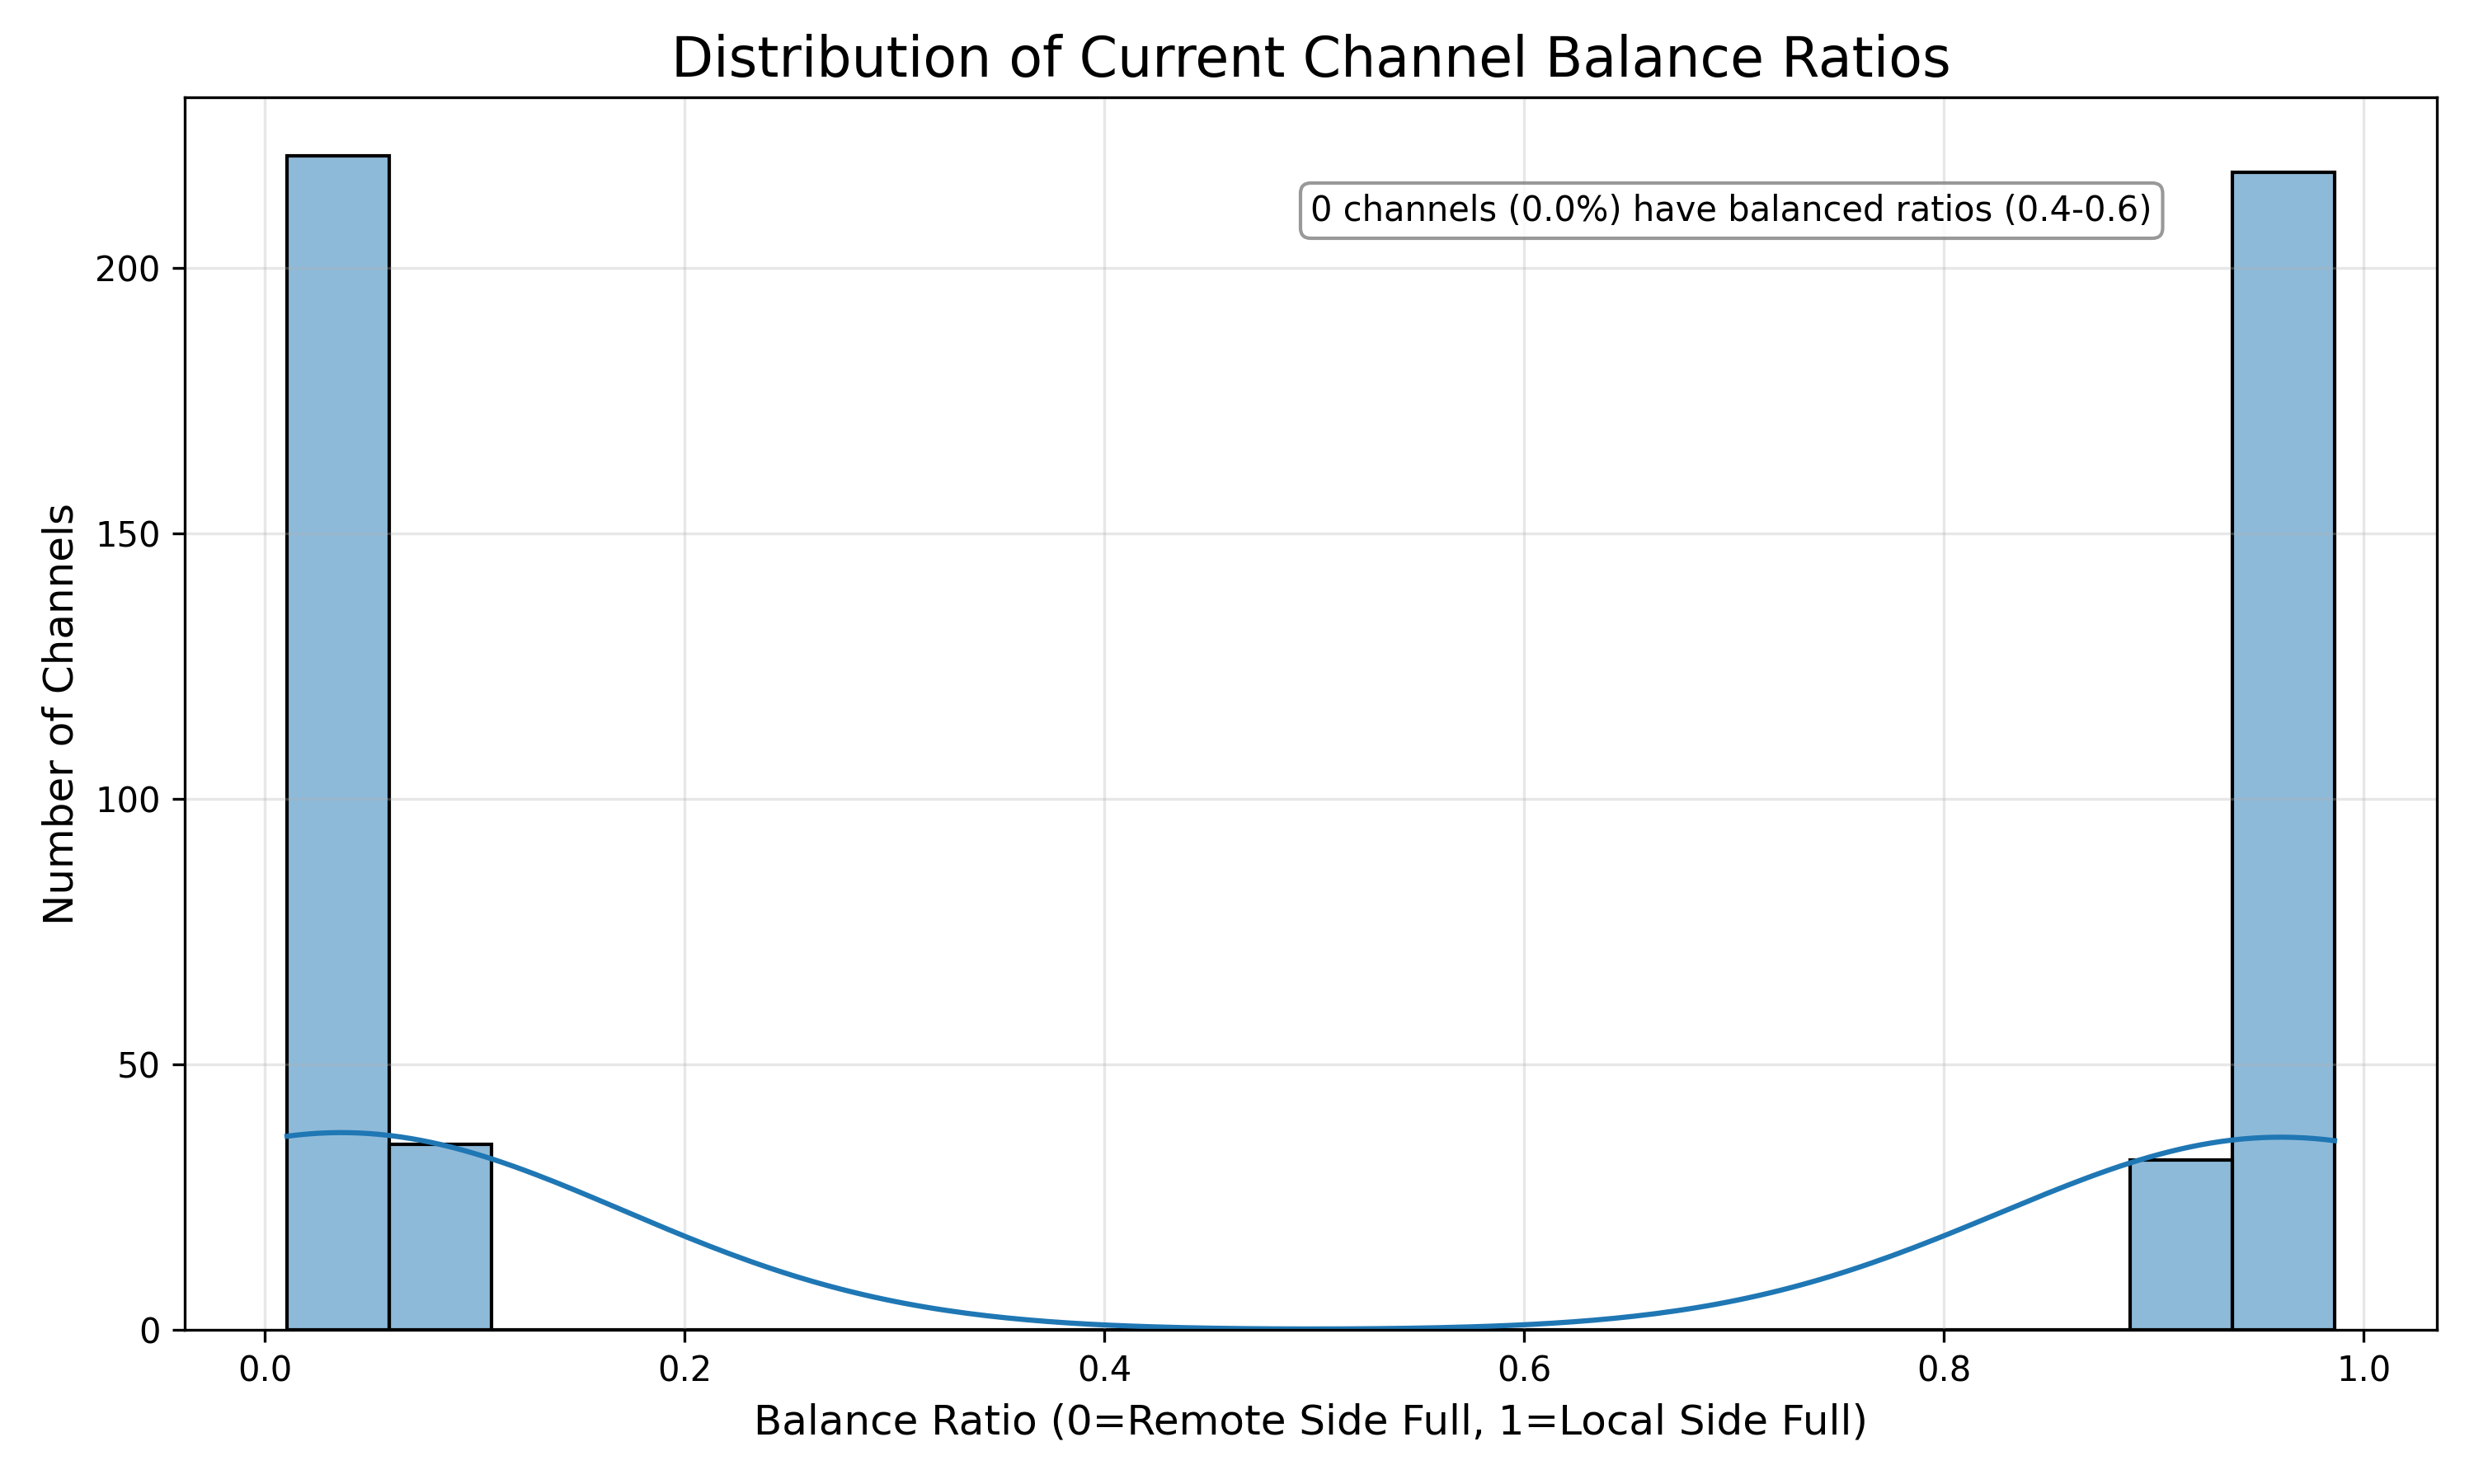 Distribution of Current Channel Balance Ratios
0 channels (0.0%) have balanced ratios (0.4-0.6)
Number of Channels
200
150
100
50
0
0.0 0.2 0.4 0.6 0.8 1.0
Balance Ratio (0=Remote Side Full, 1=Local Side Full)